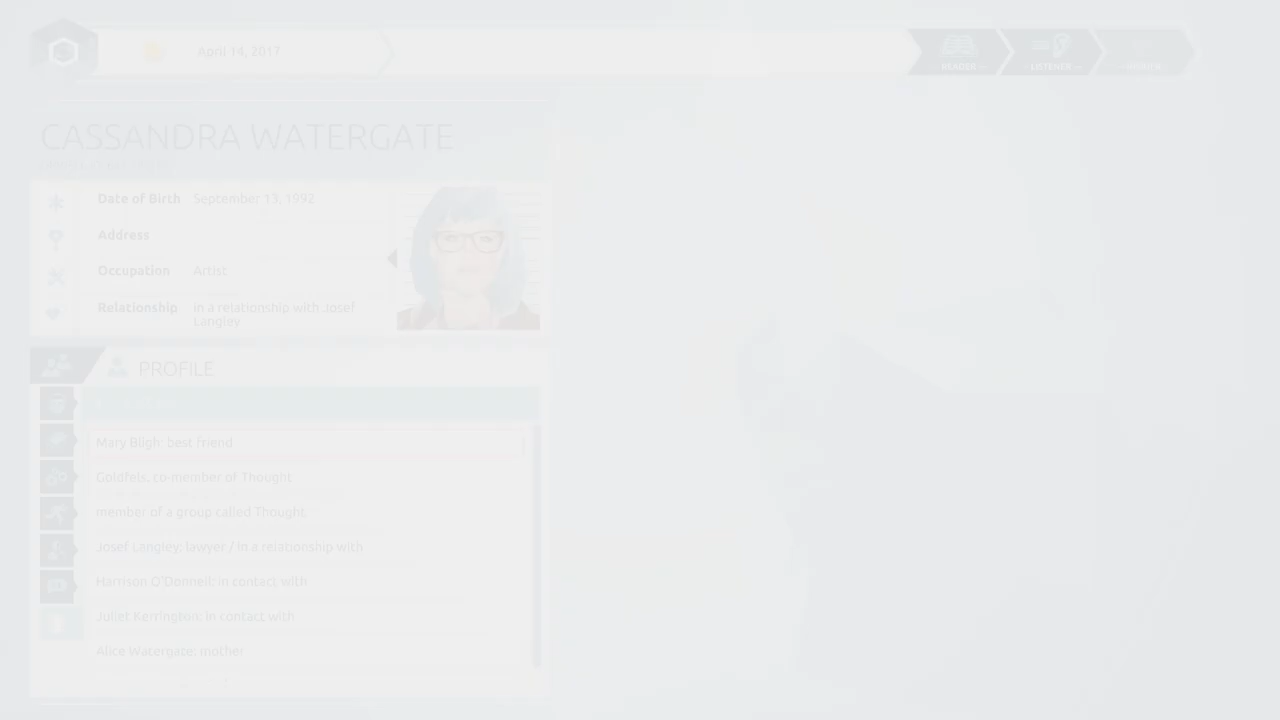 April 14, 2017
READER
LISTENER
CASSANDRA WATERGATE
Date of Birth September 13, 1992
Address
Occupation Artist
Relationship in a relationship with Josef
Langley
PROFILE
Mary Bligh: best friend
Goldfels, co-member of Thought
member of a group called Thought
Josef Langley: lawyer / in a relationship with
Harrison O'Donnell: in contact with
Juliet Kerrington: in contact with
Alice Watergate: mother